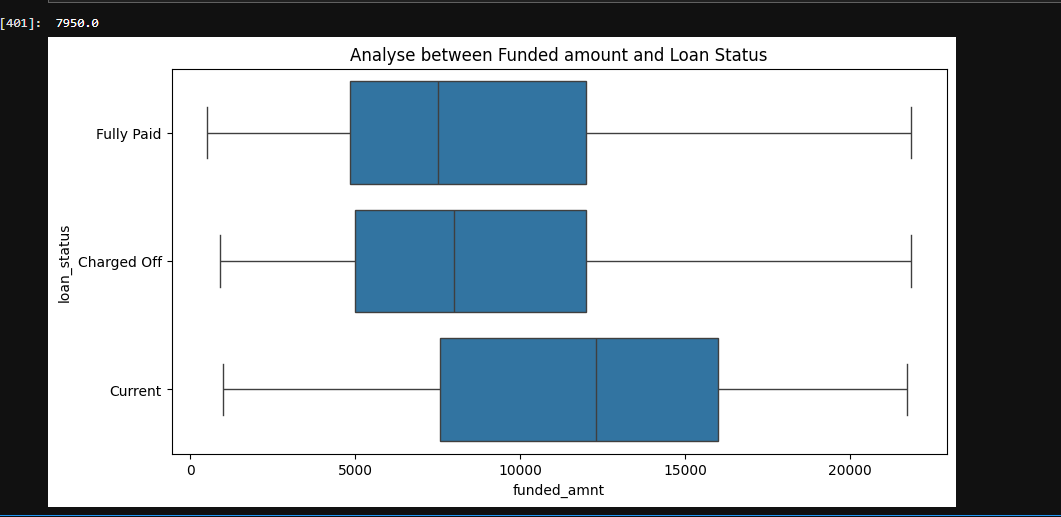 [401]: 7950.0
Analyse between Funded amount and Loan Status
Fully Paid
Charged Off
Current
loan_status
0 5000 10000 15000 20000
funded_amnt